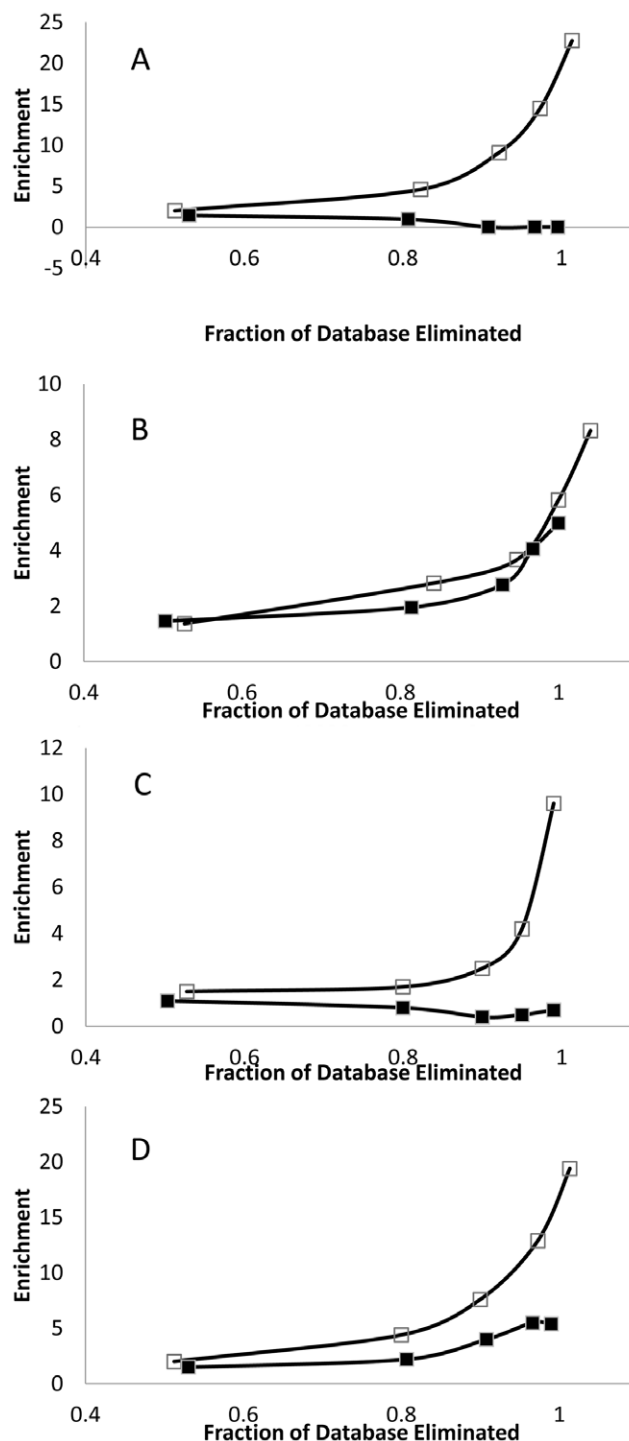 25
20
15
10
5
0
-5
Enrichment
A
0.4 0.6 0.8 1
Fraction of Database Eliminated
10
8
6
4
2
0
Enrichment
B
0.4 0.6 0.8 1
Fraction of Database Eliminated
12
10
8
6
4
2
0
Enrichment
C
0.4 0.6 0.8 1
Fraction of Database Eliminated
25
20
15
10
5
0
Enrichment
D
0.4 0.6 0.8 1
Fraction of Database Eliminated